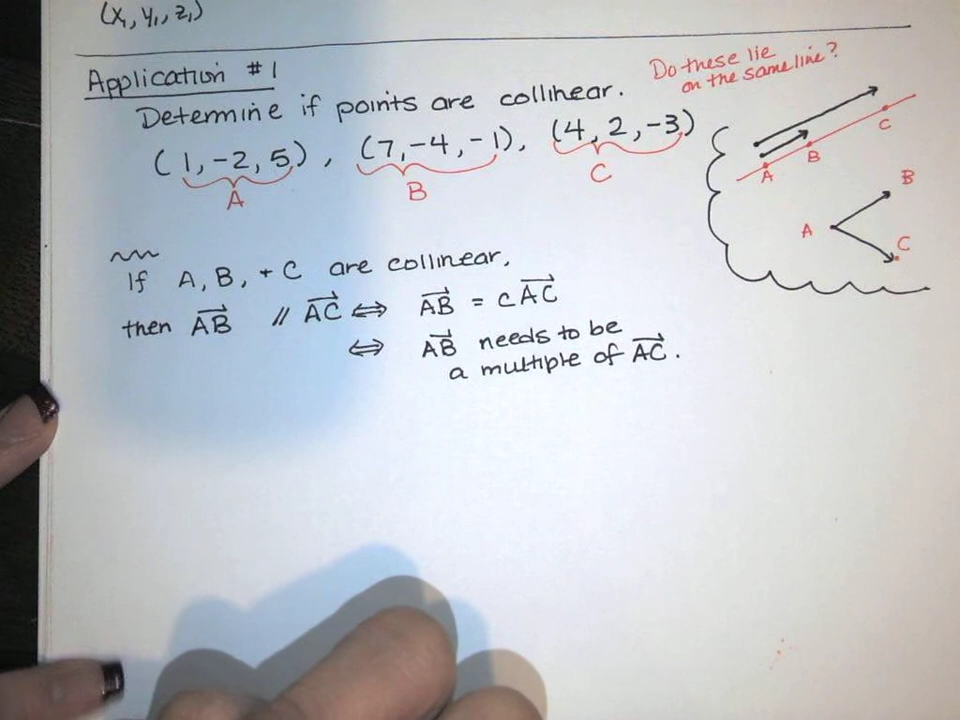 (x₁, y₁, z₁)
Application #1
Do these lie
on the same line?
Determine if points are collinear.
(1, -2, 5), (7, -4, -1), (4, 2, -3)
A B C
A B C
A B C
If A, B, + C are collinear,
then AB⃗ // AC⃗ ⇔ AB⃗ = cAC⃗
⇔ AB⃗ needs to be
a multiple of AC⃗.